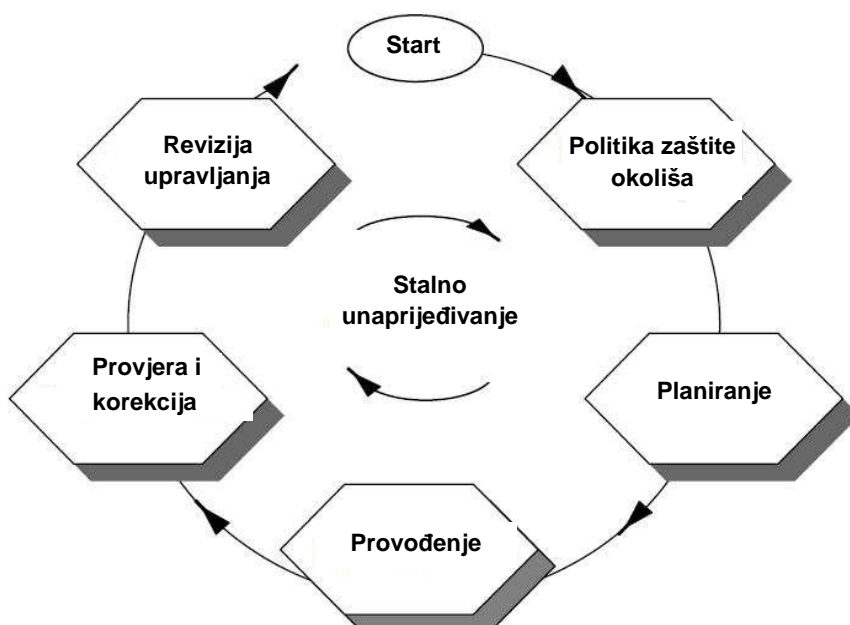 Start
Politika zaštite
okoliša
Planiranje
Provođenje
Provjera i
korekcija
Revizija
upravljanja
Stalno
unaprijeđivanje